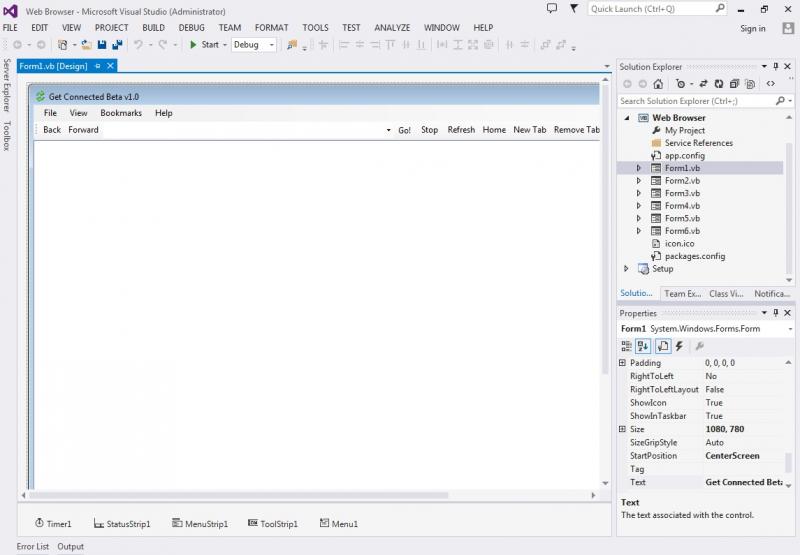 Web Browser - Microsoft Visual Studio (Administrator)
Quick Launch (Ctrl+Q)
FILE EDIT VIEW PROJECT BUILD DEBUG TEAM FORMAT TOOLS TEST ANALYZE WINDOW HELP
Sign in
Start Debug
Server Explorer
Toolbox
Form1.vb [Design]
Get Connected Beta v1.0
File View Bookmarks Help
Back Forward Go! Stop Refresh Home New Tab Remove Tab
Timer1 StatusStrip1 MenuStrip1 ToolStrip1 Menu1
Error List Output
Solution Explorer
Search Solution Explorer (Ctrl+;)
Web Browser
My Project
Service References
app.config
Form1.vb
Form2.vb
Form3.vb
Form4.vb
Form5.vb
Form6.vb
icon.ico
packages.config
Setup
Solutio... Team Ex... Class Vi... Notifica...
Properties
Form1 System.Windows.Forms.Form
Padding 0, 0, 0, 0
RightToLeft No
RightToLeftLayout False
ShowIcon True
ShowInTaskbar True
Size 1080, 780
SizeGripStyle Auto
StartPosition CenterScreen
Tag
Text Get Connected Beta
Text
The text associated with the control.